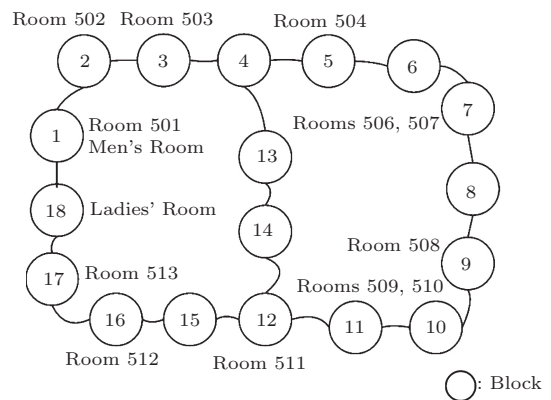 Room 502 Room 503 Room 504
2 3 4 5 6
7
Rooms 506, 507
1 Room 501
Men's Room
13
8
18 Ladies' Room
14
Room 508 9
17 Room 513
Rooms 509, 510
16 15 12 11 10
Room 512 Room 511
: Block